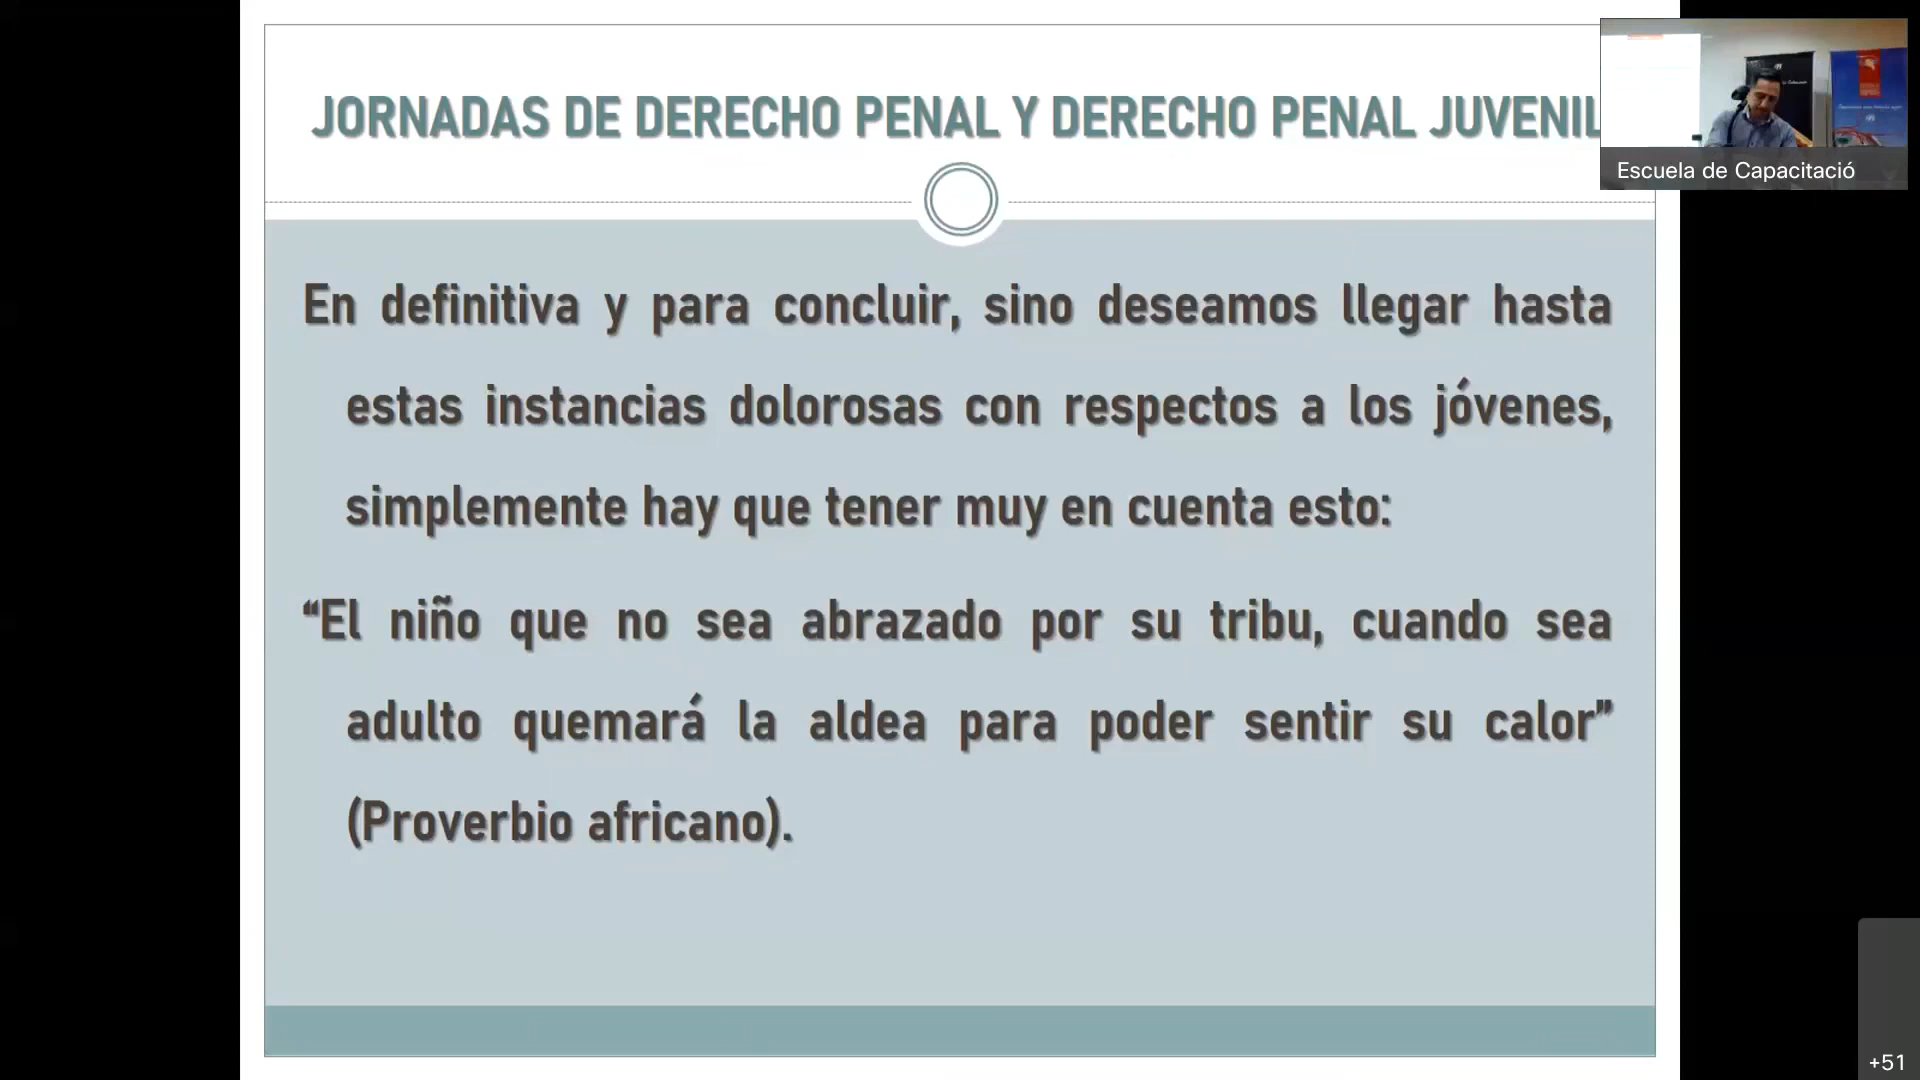 JORNADAS DE DERECHO PENAL Y DERECHO PENAL JUVENIL
Escuela de Capacitació
En definitiva y para concluir, sino deseamos llegar hasta
estas instancias dolorosas con respectos a los jóvenes,
simplemente hay que tener muy en cuenta esto:
“El niño que no sea abrazado por su tribu, cuando sea
adulto quemará la aldea para poder sentir su calor”
(Proverbio africano).
+51